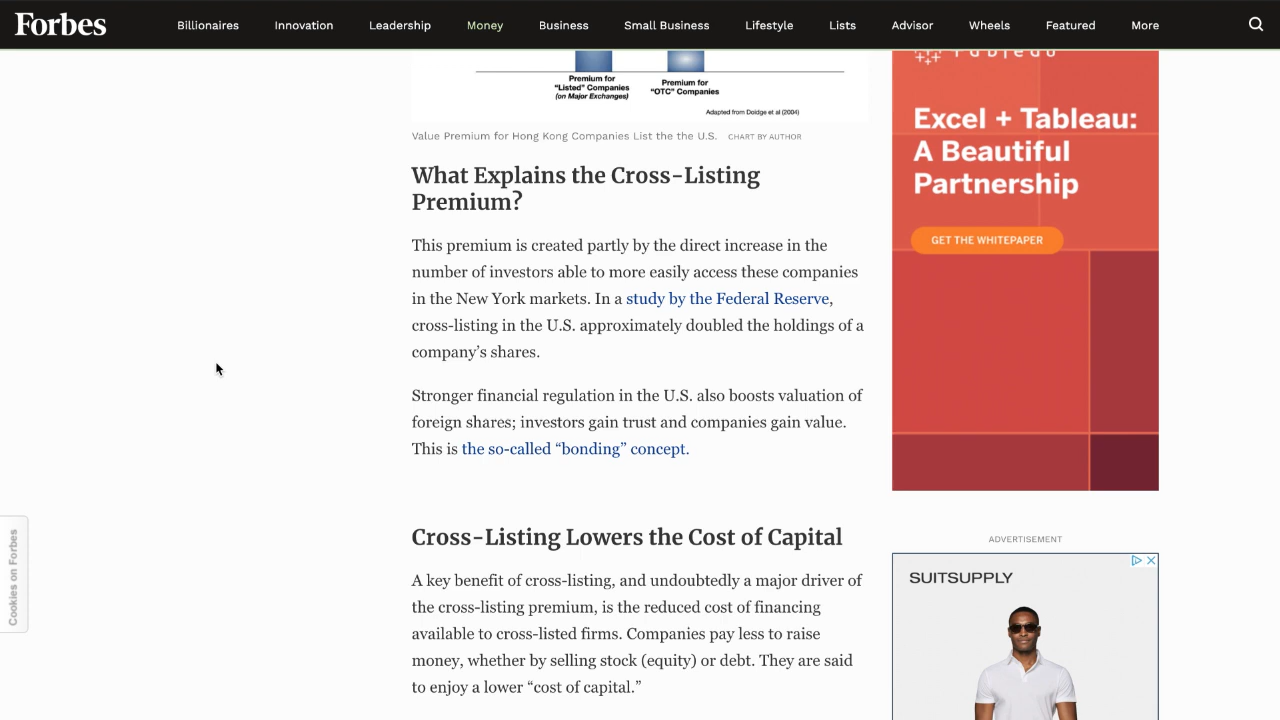 Forbes
Billionaires
Innovation
Leadership
Money
Business
Small Business
Lifestyle
Lists
Advisor
Wheels
Featured
More
Premium for
"Listed" Companies
(on Major Exchanges)
Premium for
"OTC" Companies
Adapted from Doidge et al (2004)
Value Premium for Hong Kong Companies List the the U.S. CHART BY AUTHOR
What Explains the Cross-Listing
Premium?
This premium is created partly by the direct increase in the
number of investors able to more easily access these companies
in the New York markets. In a study by the Federal Reserve,
cross-listing in the U.S. approximately doubled the holdings of a
company's shares.
Stronger financial regulation in the U.S. also boosts valuation of
foreign shares; investors gain trust and companies gain value.
This is the so-called "bonding" concept.
Cross-Listing Lowers the Cost of Capital
A key benefit of cross-listing, and undoubtedly a major driver of
the cross-listing premium, is the reduced cost of financing
available to cross-listed firms. Companies pay less to raise
money, whether by selling stock (equity) or debt. They are said
to enjoy a lower "cost of capital."
Excel + Tableau:
A Beautiful
Partnership
GET THE WHITEPAPER
ADVERTISEMENT
SUITSUPPLY
Cookies on Forbes